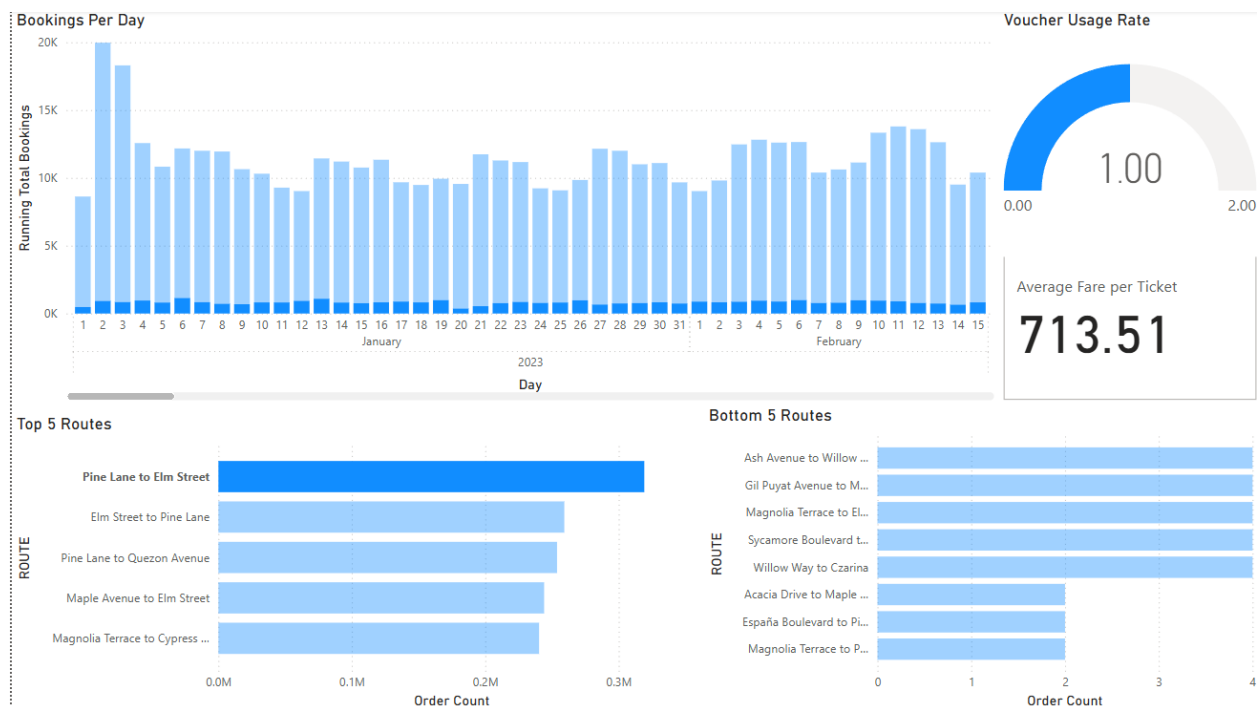 Bookings Per Day
Running Total Bookings
20K
15K
10K
5K
0K
1 2 3 4 5 6 7 8 9 10 11 12 13 14 15 16 17 18 19 20 21 22 23 24 25 26 27 28 29 30 31 1 2 3 4 5 6 7 8 9 10 11 12 13 14 15
January February
2023
Day
Voucher Usage Rate
1.00
0.00 2.00
Average Fare per Ticket
713.51
Top 5 Routes
ROUTE
Pine Lane to Elm Street
Elm Street to Pine Lane
Pine Lane to Quezon Avenue
Maple Avenue to Elm Street
Magnolia Terrace to Cypress ...
0.0M 0.1M 0.2M 0.3M
Order Count
Bottom 5 Routes
ROUTE
Ash Avenue to Willow ...
Gil Puyat Avenue to M...
Magnolia Terrace to El...
Sycamore Boulevard t...
Willow Way to Czarina
Acacia Drive to Maple ...
España Boulevard to Pi...
Magnolia Terrace to P...
0 1 2 3 4
Order Count